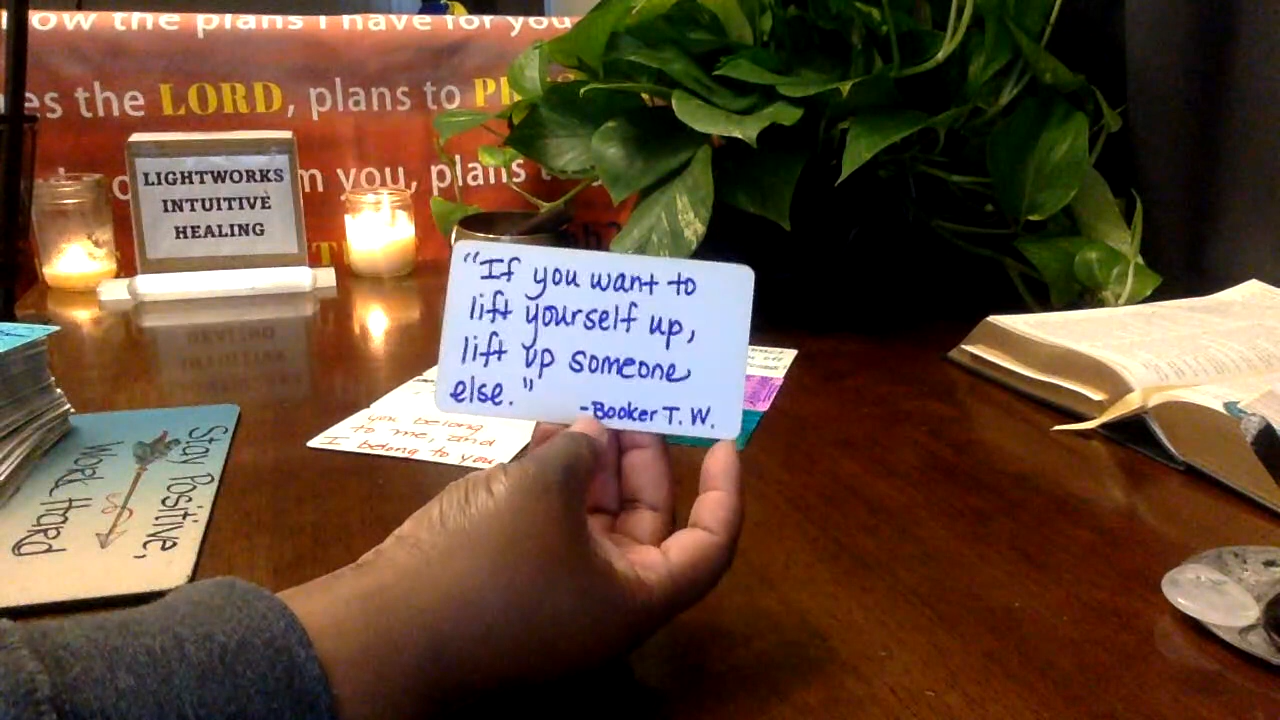 ow the plans I have for you
es the LORD, plans to
m you, plans
LIGHTWORKS
INTUITIVE
HEALING
"If you want to
lift yourself up,
lift up someone
else."
-Booker T. W.
you belong
to me, and
I belong to you
Stay Positive,
Work Hard